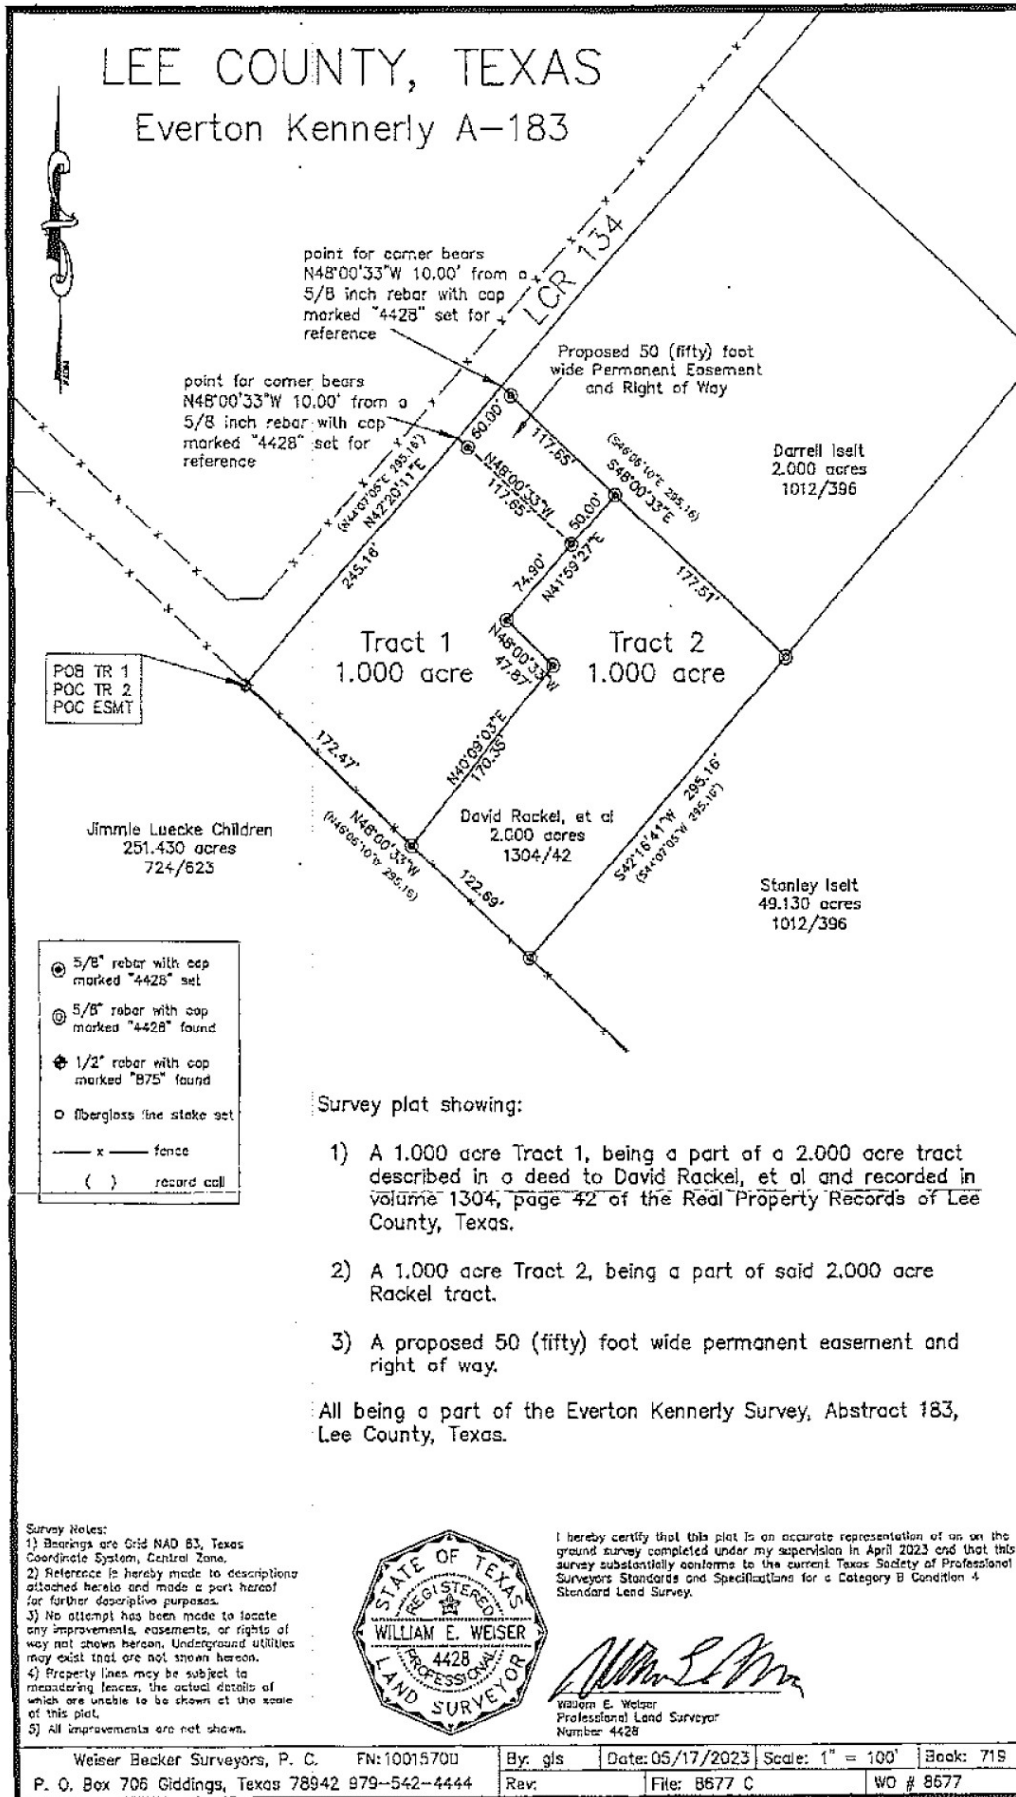 LEE COUNTY, TEXAS
Everton Kennerly A-183
LCR 134
point for corner bears
N48°00'33"W 10.00' from a
5/8 inch rebar with cap
marked "4428" set for
reference
point for corner bears
N48°00'33"W 10.00' from a
5/8 inch rebar with cap
marked "4428" set for
reference
Proposed 50 (fifty) foot
wide Permanent Easement
and Right of Way
Darrell Iselt
2.000 acres
1012/396
50.00'
117.65'
(S46°06'10"E 295.16)
S48°00'33"E
N48°00'33"W
117.65'
(N44°07'05"E 295.16')
N42°20'11"E
245.16'
50.00'
74.90'
N41°59'27"E
177.51'
Tract 1
1.000 acre
Tract 2
1.000 acre
N48°00'33"W
47.87'
POB TR 1
POC TR 2
POC ESMT
172.47'
N40°09'03"E
170.35'
N48°00'33"W
(N46°06'10"W 295.16)
122.69'
David Rackel, et al
2.000 acres
1304/42
S42°16'41"W 295.16'
(S44°07'05"W 295.16')
Jimmie Luecke Children
251.430 acres
724/623
Stanley Iselt
49.130 acres
1012/396
5/8" rebar with cap
marked "4428" set
5/8" rebar with cap
marked "4428" found
1/2" rebar with cap
marked "B75" found
fiberglass line stake set
x fence
( ) record call
Survey plat showing:
1) A 1.000 acre Tract 1, being a part of a 2.000 acre tract
described in a deed to David Rackel, et al and recorded in
volume 1304, page 42 of the Real Property Records of Lee
County, Texas.
2) A 1.000 acre Tract 2, being a part of said 2.000 acre
Rackel tract.
3) A proposed 50 (fifty) foot wide permanent easement and
right of way.
All being a part of the Everton Kennerly Survey, Abstract 183,
Lee County, Texas.
Survey Notes:
1) Bearings are Grid NAD 83, Texas
Coordinate System, Central Zone.
2) Reference is hereby made to descriptions
attached hereto and made a part hereof
for further descriptive purposes.
3) No attempt has been made to locate
any improvements, easements, or rights of
way not shown hereon. Underground utilities
may exist that are not shown hereon.
4) Property lines may be subject to
meandering fences, the actual details of
which are unable to be shown at the scale
of this plat.
5) All improvements are not shown.
STATE OF TEXAS
REGISTERED
WILLIAM E. WEISER
4428
PROFESSIONAL
LAND SURVEYOR
I hereby certify that this plat is an accurate representation of an on the
ground survey completed under my supervision in April 2023 and that this
survey substantially conforms to the current Texas Society of Professional
Surveyors Standards and Specifications for a Category B Condition 4
Standard Land Survey.
William E. Weiser
Professional Land Surveyor
Number 4428
Weiser Becker Surveyors, P. C. FN:10015700
P. O. Box 706 Giddings, Texas 78942 979-542-4444
By: gls Date: 05/17/2023 Scale: 1" = 100' Book: 719
Rev: File: 8677 C WO # 8677